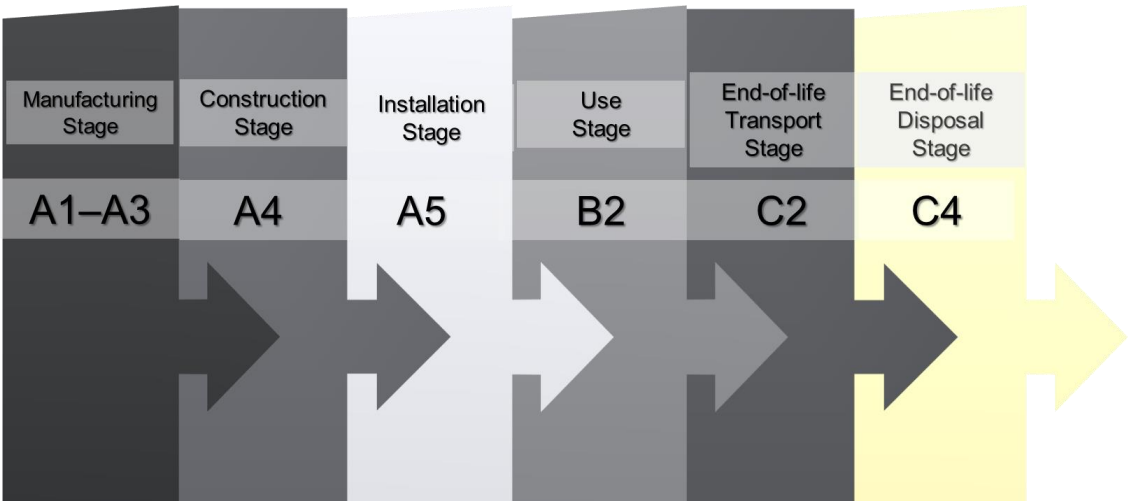 Manufacturing
Stage
A1–A3
Construction
Stage
A4
Installation
Stage
A5
Use
Stage
B2
End-of-life
Transport
Stage
C2
End-of-life
Disposal
Stage
C4